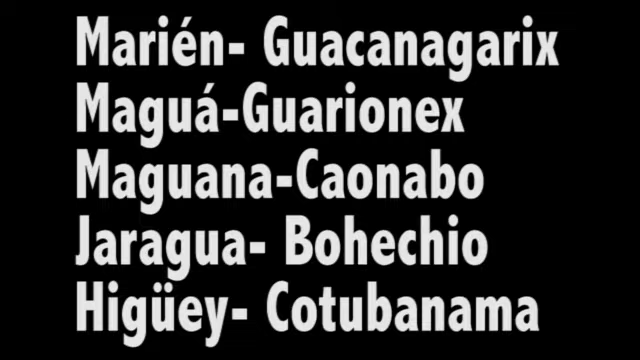 Marién- Guacanagarix
Maguá-Guarionex
Maguana-Caonabo
Jaragua- Bohechio
Higüey- Cotubanama